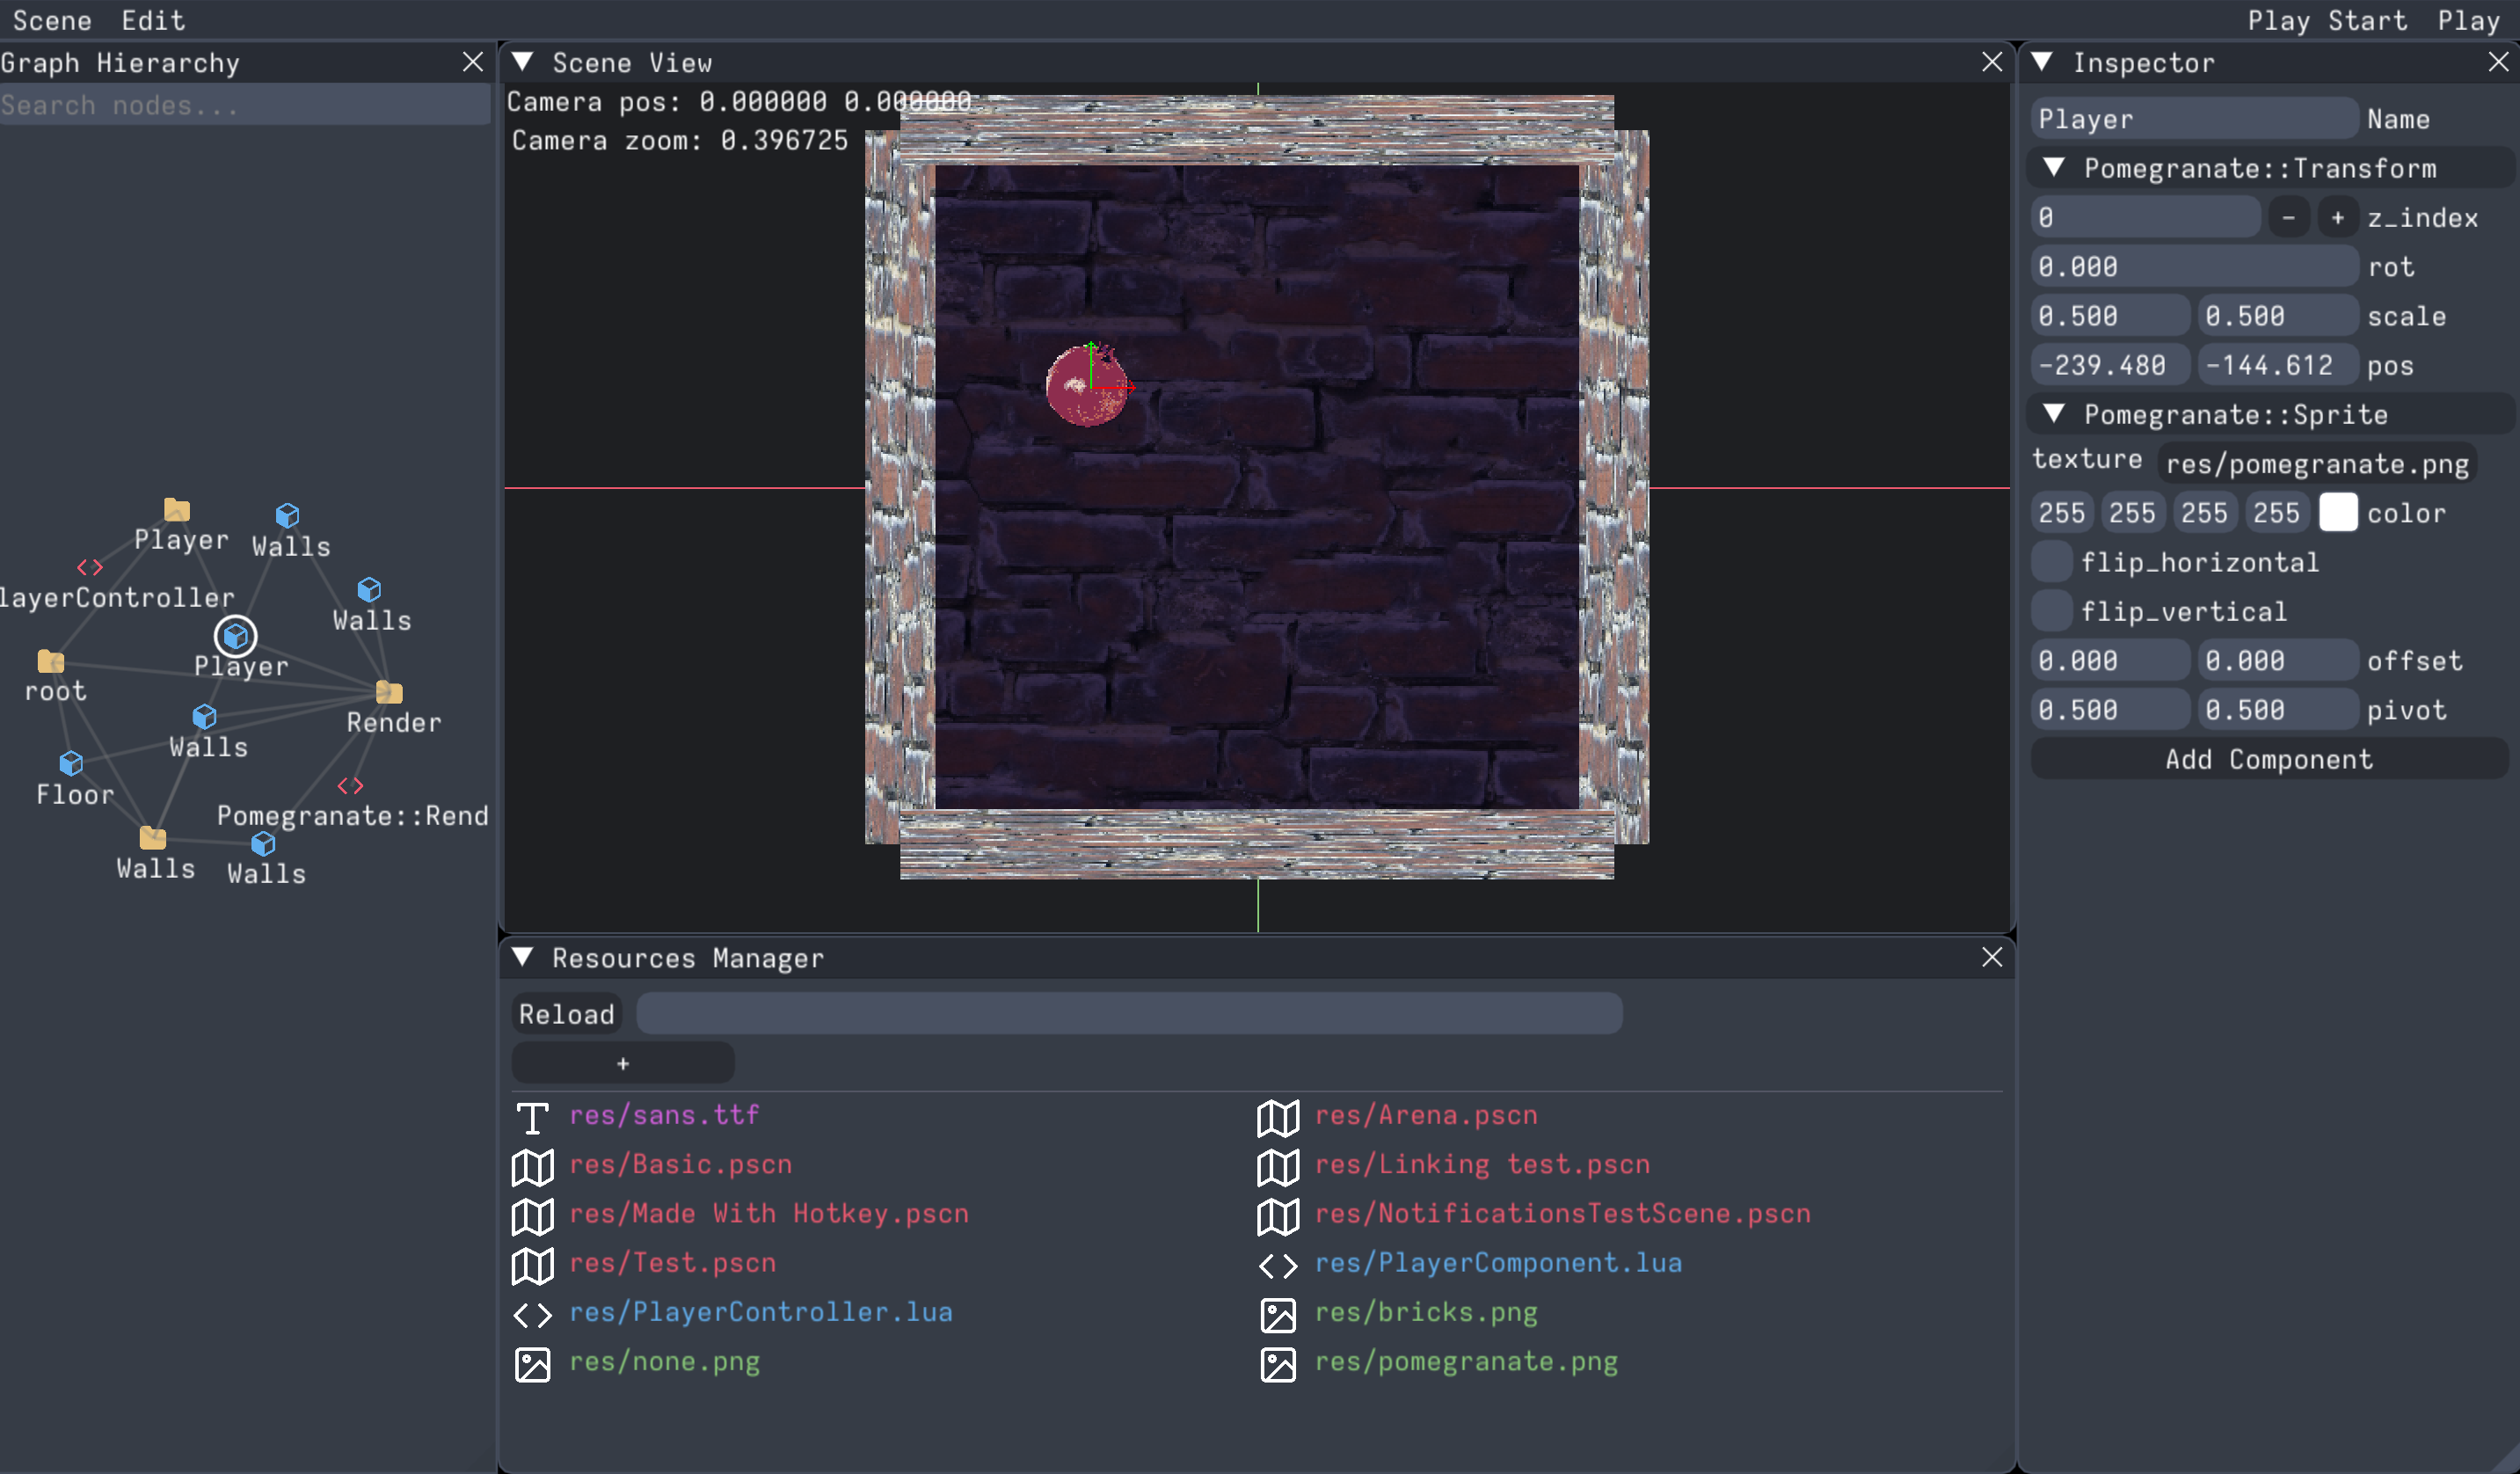 Scene Edit Play Start Play
Graph Hierarchy
Search nodes...
Player
Walls
layerController
Walls
Player
root
Render
Walls
Floor
Pomegranate::Rend
Walls
Walls
Scene View
Camera pos: 0.000000 0.000000
Camera zoom: 0.396725
Resources Manager
Reload
+
res/sans.ttf res/Arena.pscn
res/Basic.pscn res/Linking test.pscn
res/Made With Hotkey.pscn res/NotificationsTestScene.pscn
res/Test.pscn res/PlayerComponent.lua
res/PlayerController.lua res/bricks.png
res/none.png res/pomegranate.png
Inspector
Player Name
Pomegranate::Transform
0 - + z_index
0.000 rot
0.500 0.500 scale
-239.480 -144.612 pos
Pomegranate::Sprite
texture res/pomegranate.png
255 255 255 255 color
flip_horizontal
flip_vertical
0.000 0.000 offset
0.500 0.500 pivot
Add Component